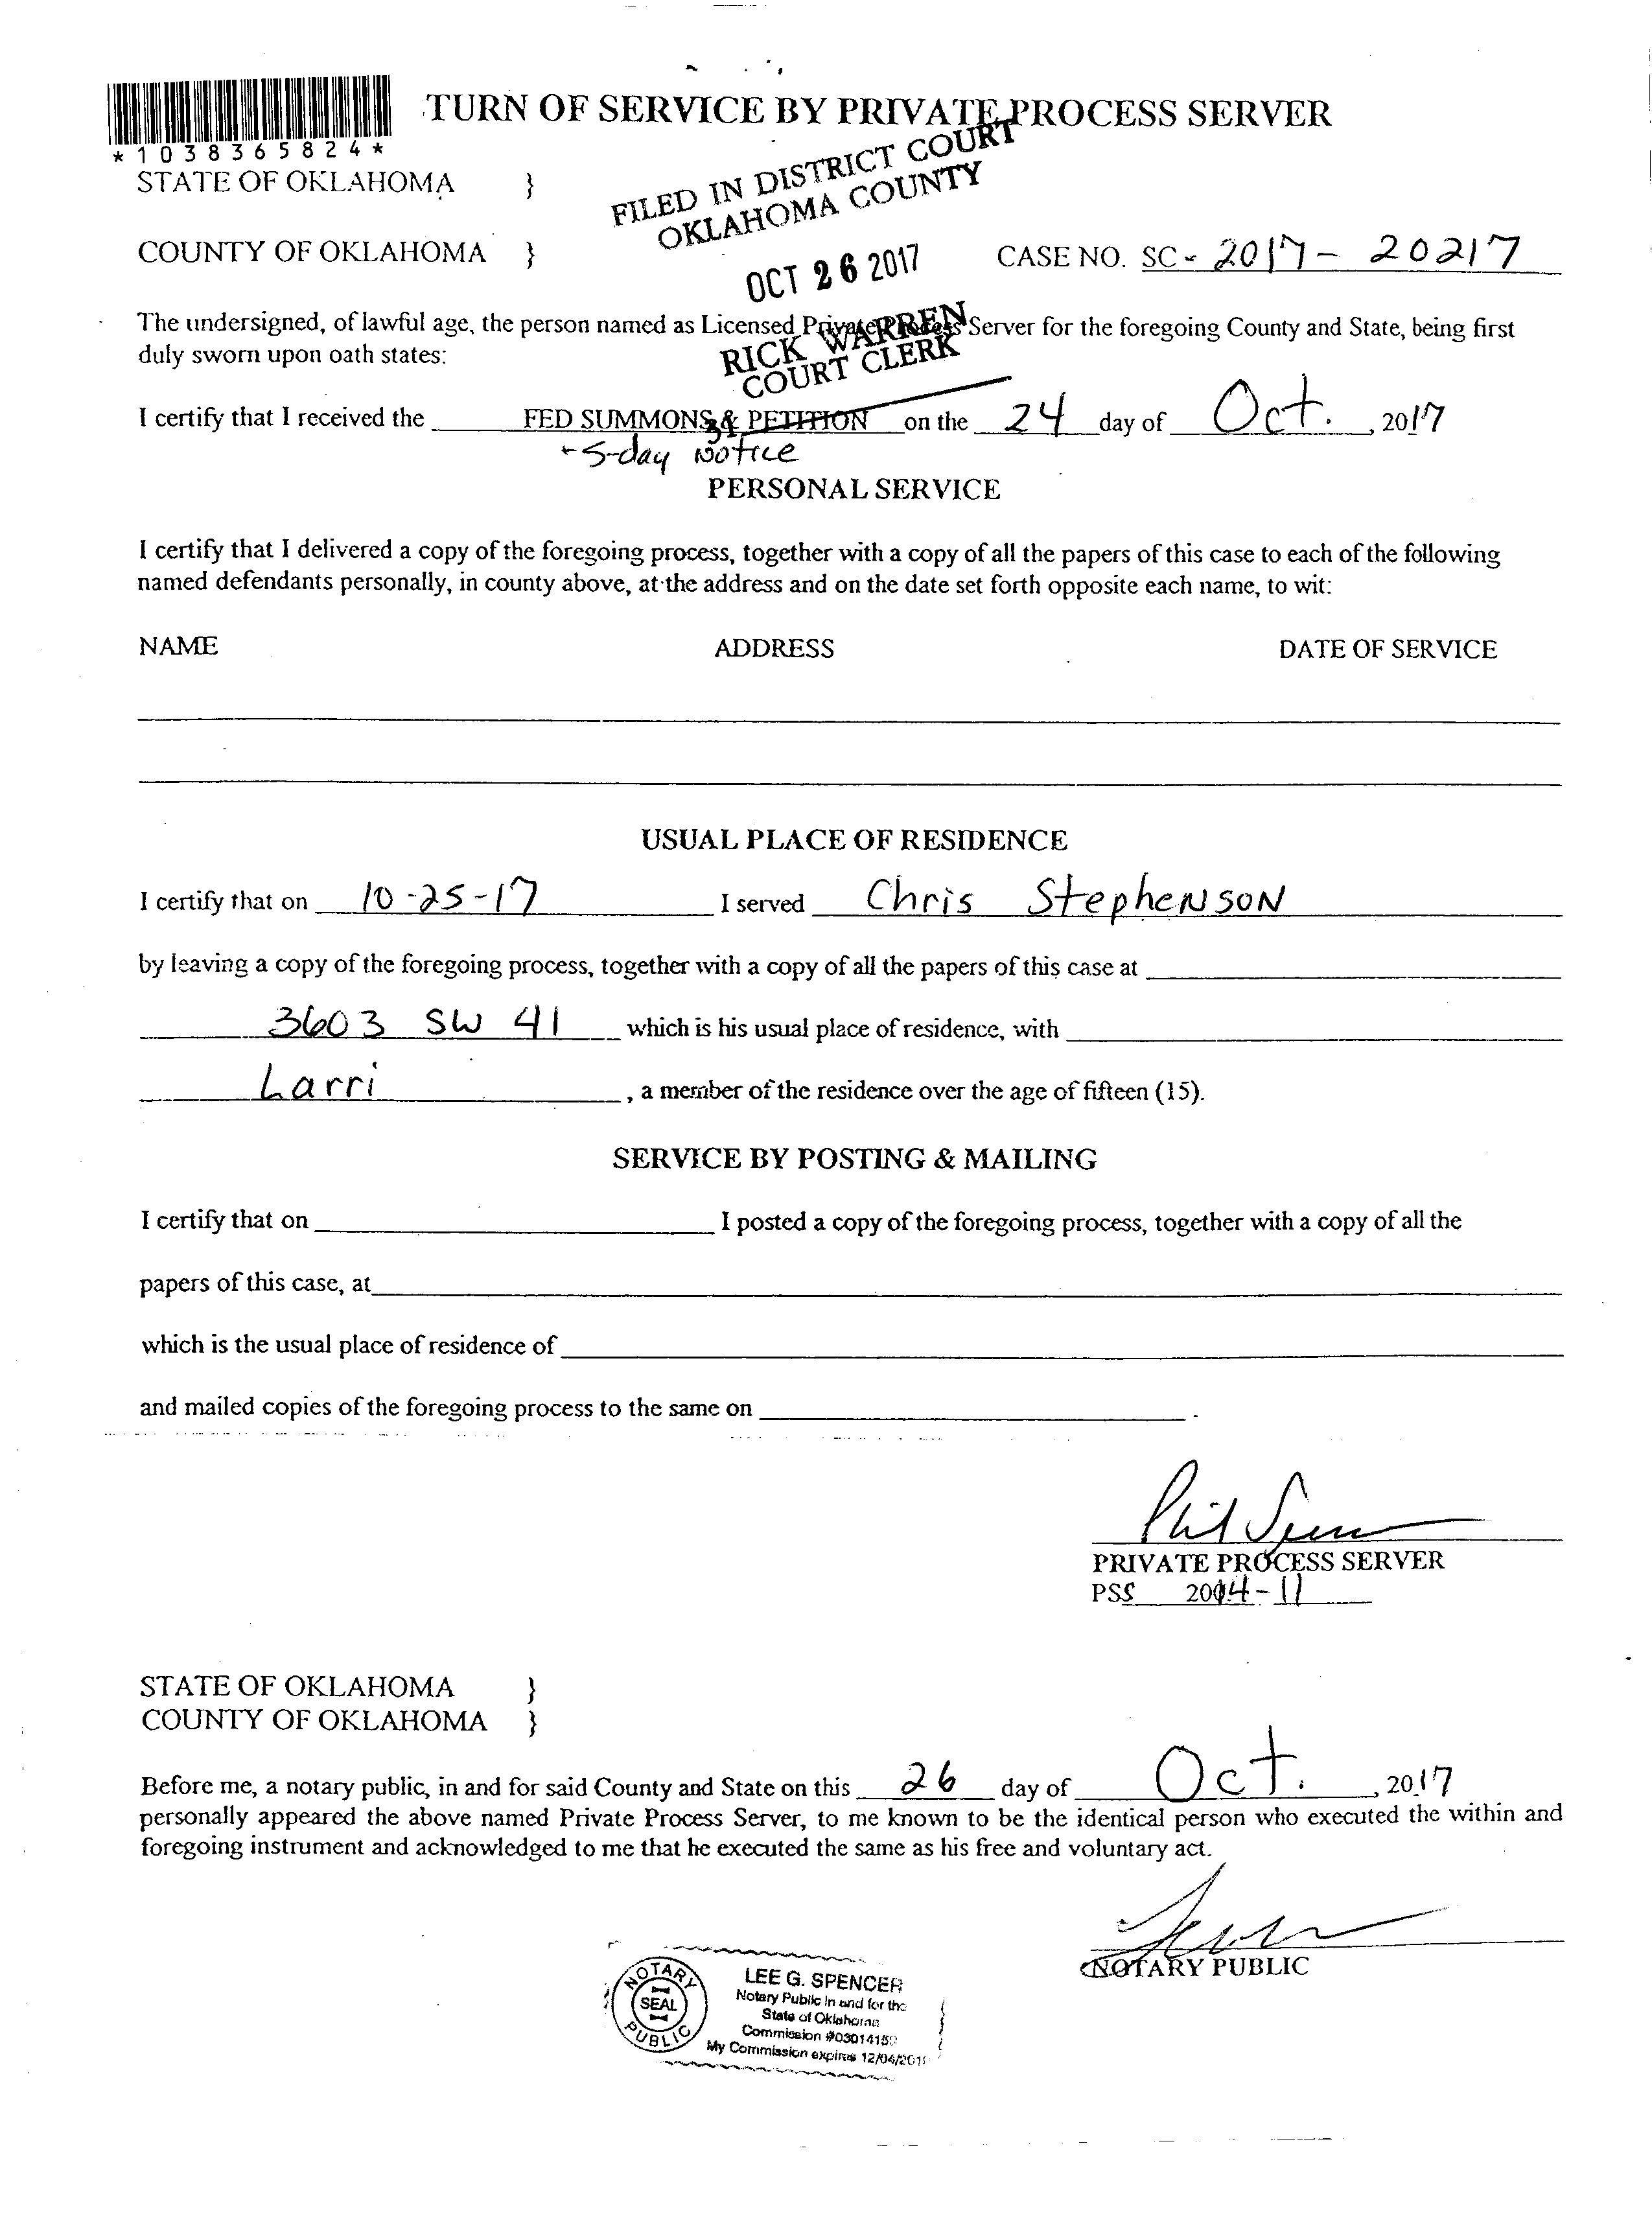 TURN OF SERVICE BY PRIVATE PROCESS SERVER
*1038365824*
FILED IN DISTRICT COURT
OKLAHOMA COUNTY
STATE OF OKLAHOMA }
COUNTY OF OKLAHOMA } CASE NO. SC - 2017 - 20217
OCT 26 2017
The undersigned, of lawful age, the person named as Licensed Private Process Server for the foregoing County and State, being first
duly sworn upon oath states:
RICK WARREN
COURT CLERK
I certify that I received the FED SUMMONS & PETITION on the 24 day of Oct. , 2017
+ 5-day Notice
PERSONAL SERVICE
I certify that I delivered a copy of the foregoing process, together with a copy of all the papers of this case to each of the following
named defendants personally, in county above, at the address and on the date set forth opposite each name, to wit:
NAME ADDRESS DATE OF SERVICE
USUAL PLACE OF RESIDENCE
I certify that on 10-25-17 I served Chris Stephenson
by leaving a copy of the foregoing process, together with a copy of all the papers of this case at
3603 SW 41 which is his usual place of residence, with
Larri , a member of the residence over the age of fifteen (15).
SERVICE BY POSTING & MAILING
I certify that on I posted a copy of the foregoing process, together with a copy of all the
papers of this case, at
which is the usual place of residence of
and mailed copies of the foregoing process to the same on .
PRIVATE PROCESS SERVER
PSS 2004-11
STATE OF OKLAHOMA }
COUNTY OF OKLAHOMA }
Before me, a notary public, in and for said County and State on this 26 day of Oct. , 2017
personally appeared the above named Private Process Server, to me known to be the identical person who executed the within and
foregoing instrument and acknowledged to me that he executed the same as his free and voluntary act.
NOTARY PUBLIC
NOTARY PUBLIC
SEAL
LEE G. SPENCER
Notary Public in and for the
State of Oklahoma
Commission
My Commission expires